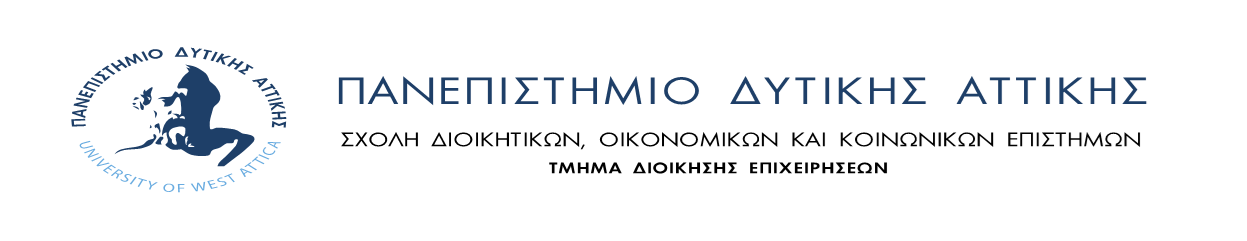 ΠΑΝΕΠΙΣΤΗΜΙΟ ΔΥΤΙΚΗΣ ΑΤΤΙΚΗΣ
UNIVERSITY OF WEST ATTICA
ΠΑΝΕΠΙΣΤΗΜΙΟ ΔΥΤΙΚΗΣ ΑΤΤΙΚΗΣ
ΣΧΟΛΗ ΔΙΟΙΚΗΤΙΚΩΝ, ΟΙΚΟΝΟΜΙΚΩΝ ΚΑΙ ΚΟΙΝΩΝΙΚΩΝ ΕΠΙΣΤΗΜΩΝ
ΤΜΗΜΑ ΔΙΟΙΚΗΣΗΣ ΕΠΙΧΕΙΡΗΣΕΩΝ